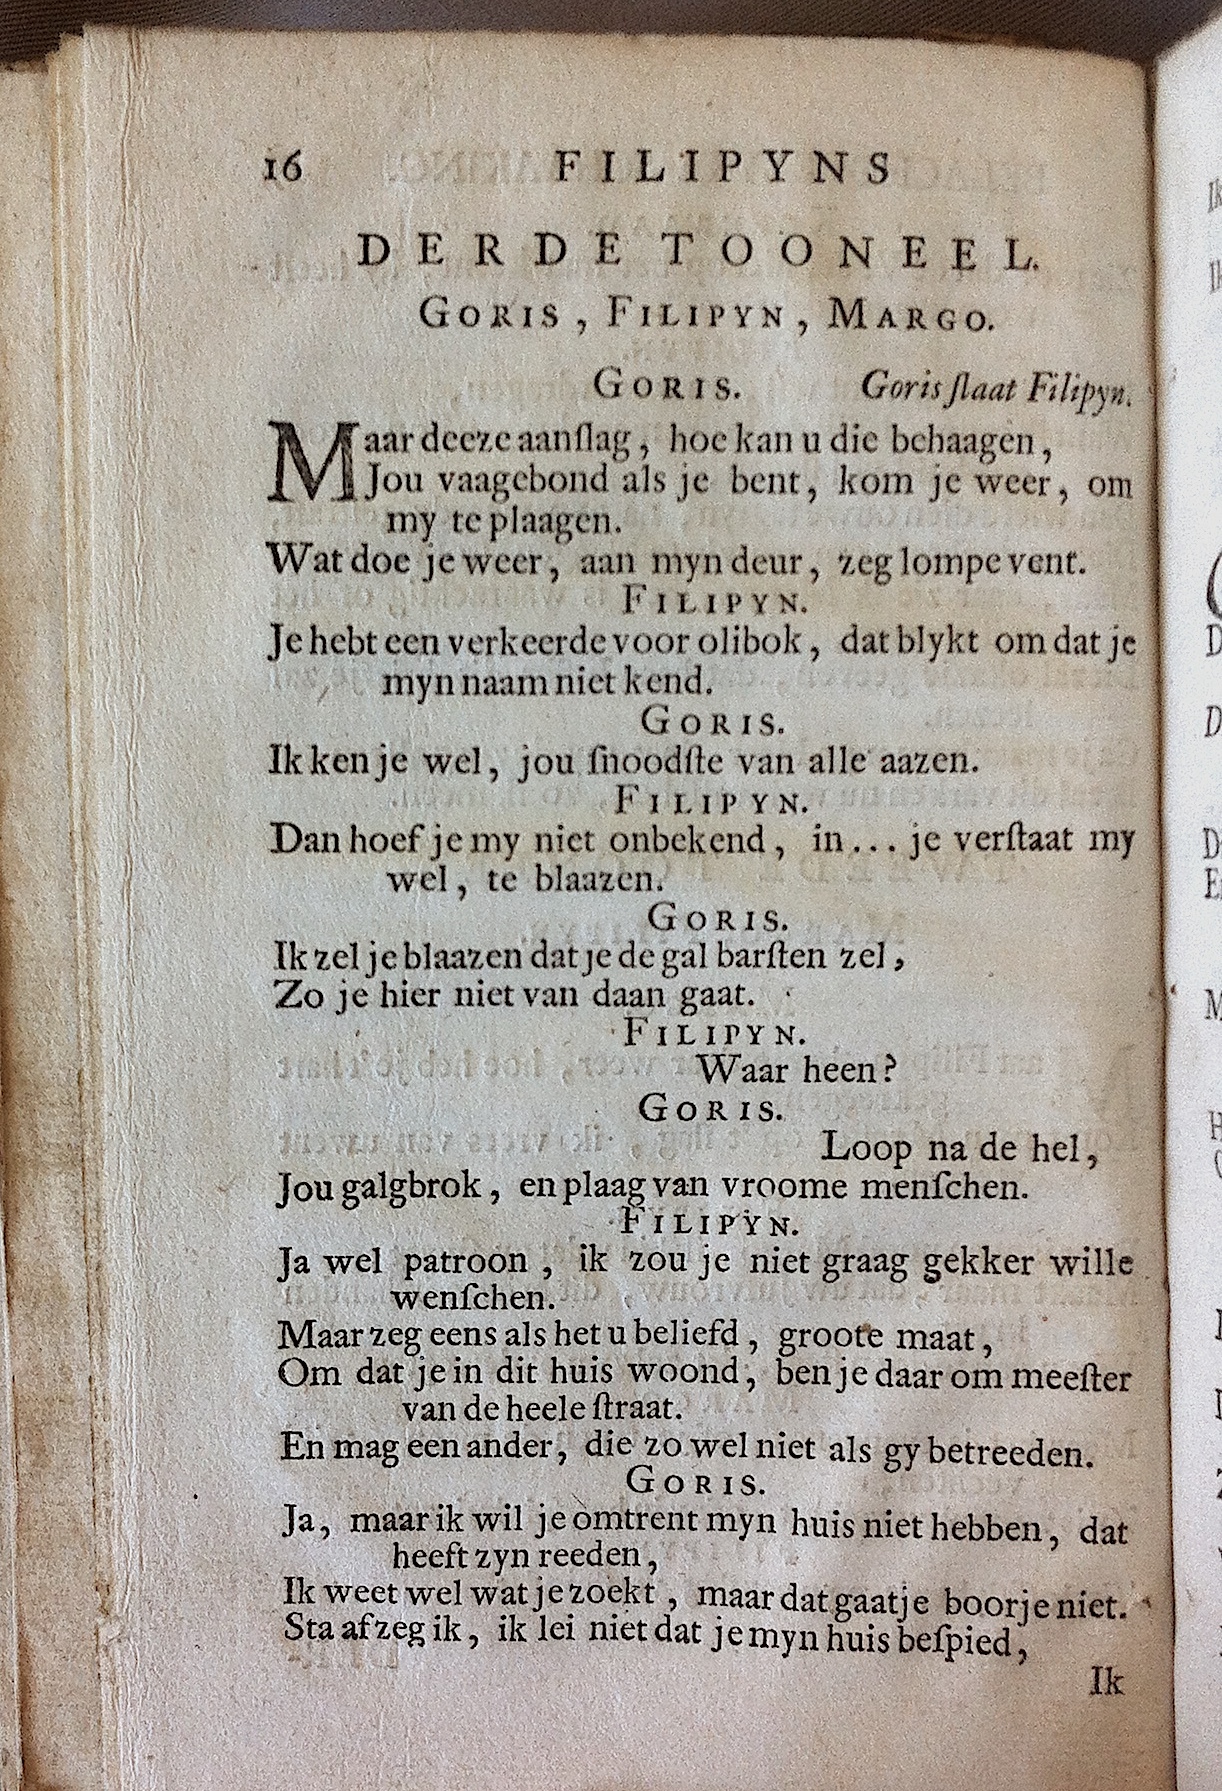 16 FILIPYNS
DERDE TOONEEL.
GORIS, FILIPYN, MARGO.
GORIS. Goris ſlaat Filipyn.
Maar deeze aanſlag, hoe kan u die behaagen,
Jou vaagebond als je bent, kom je weer, om
my te plaagen.
Wat doe je weer, aan myn deur, zeg lompe vent.
FILIPYN.
Je hebt een verkeerde voor olibok, dat blykt om dat je
myn naam niet kend.
GORIS.
Ik ken je wel, jou ſnoodſte van alle aazen.
FILIPYN.
Dan hoef je my niet onbekend, in... je verſtaat my
wel, te blaazen.
GORIS.
Ik zel je blaazen dat je de gal barſten zel,
Zo je hier niet van daan gaat.
FILIPYN.
Waar heen?
GORIS.
Loop na de hel,
Jou galgbrok, en plaag van vroome menſchen.
FILIPYN.
Ja wel patroon, ik zou je niet graag gekker wille
wenſchen.
Maar zeg eens als het u beliefd, groote maat,
Om dat je in dit huis woond, ben je daar om meeſter
van de heele ſtraat.
En mag een ander, die zo wel niet als gy betreeden.
GORIS.
Ja, maar ik wil je omtrent myn huis niet hebben, dat
heeft zyn reeden,
Ik weet wel wat je zoekt, maar dat gaatje boorje niet.
Sta af zeg ik, ik lei niet dat je myn huis beſpied,
Ik